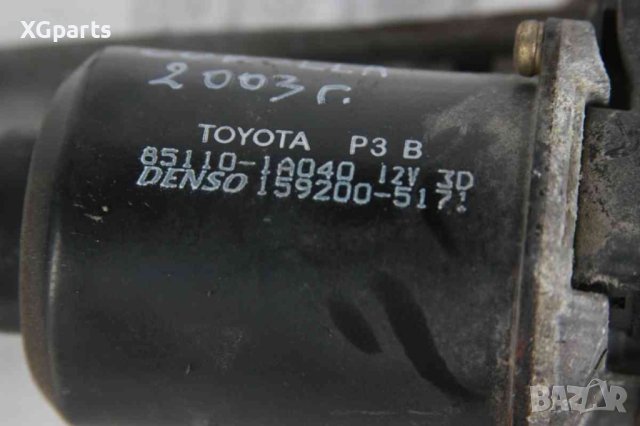 XGparts
2003г.
TOYOTA P3 B
85110-1A040 12V 3D
DENSO 159200-5171
BAZAR